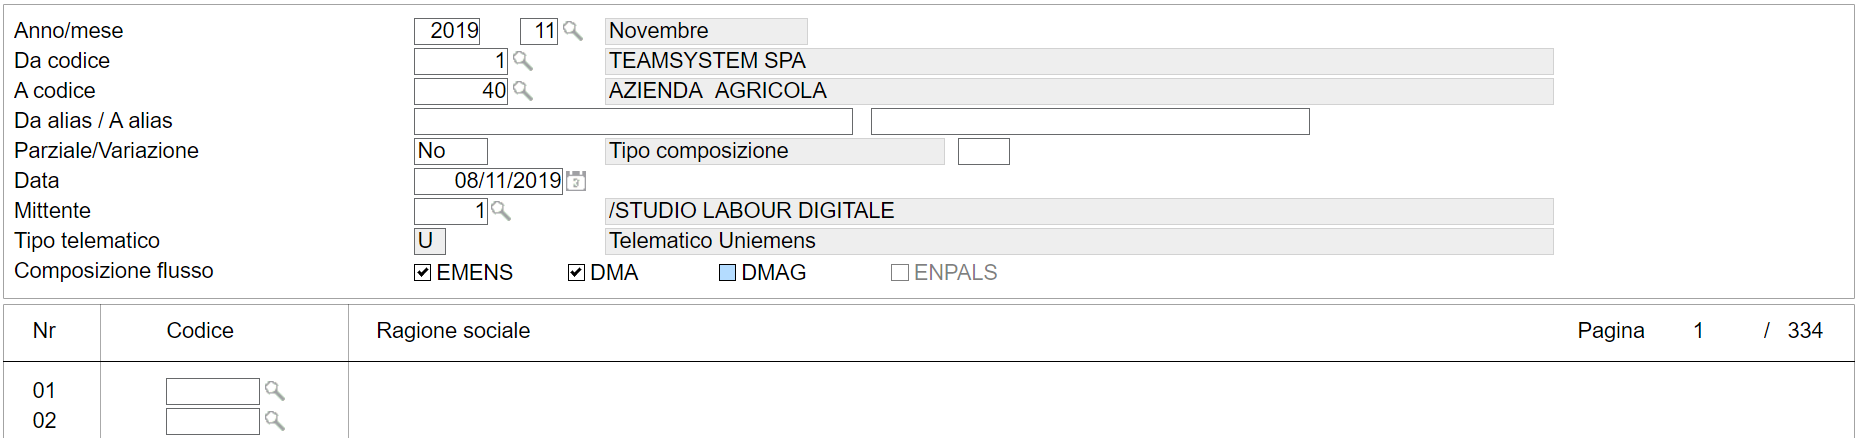 Anno/mese 2019 11 Novembre
Da codice 1 TEAMSYSTEM SPA
A codice 40 AZIENDA  AGRICOLA
Da alias / A alias
Parziale/Variazione No Tipo composizione
Data 08/11/2019
Mittente 1 /STUDIO LABOUR DIGITALE
Tipo telematico U Telematico Uniemens
Composizione flusso EMENS DMA DMAG ENPALS
Nr Codice Ragione sociale Pagina 1 / 334
01
02